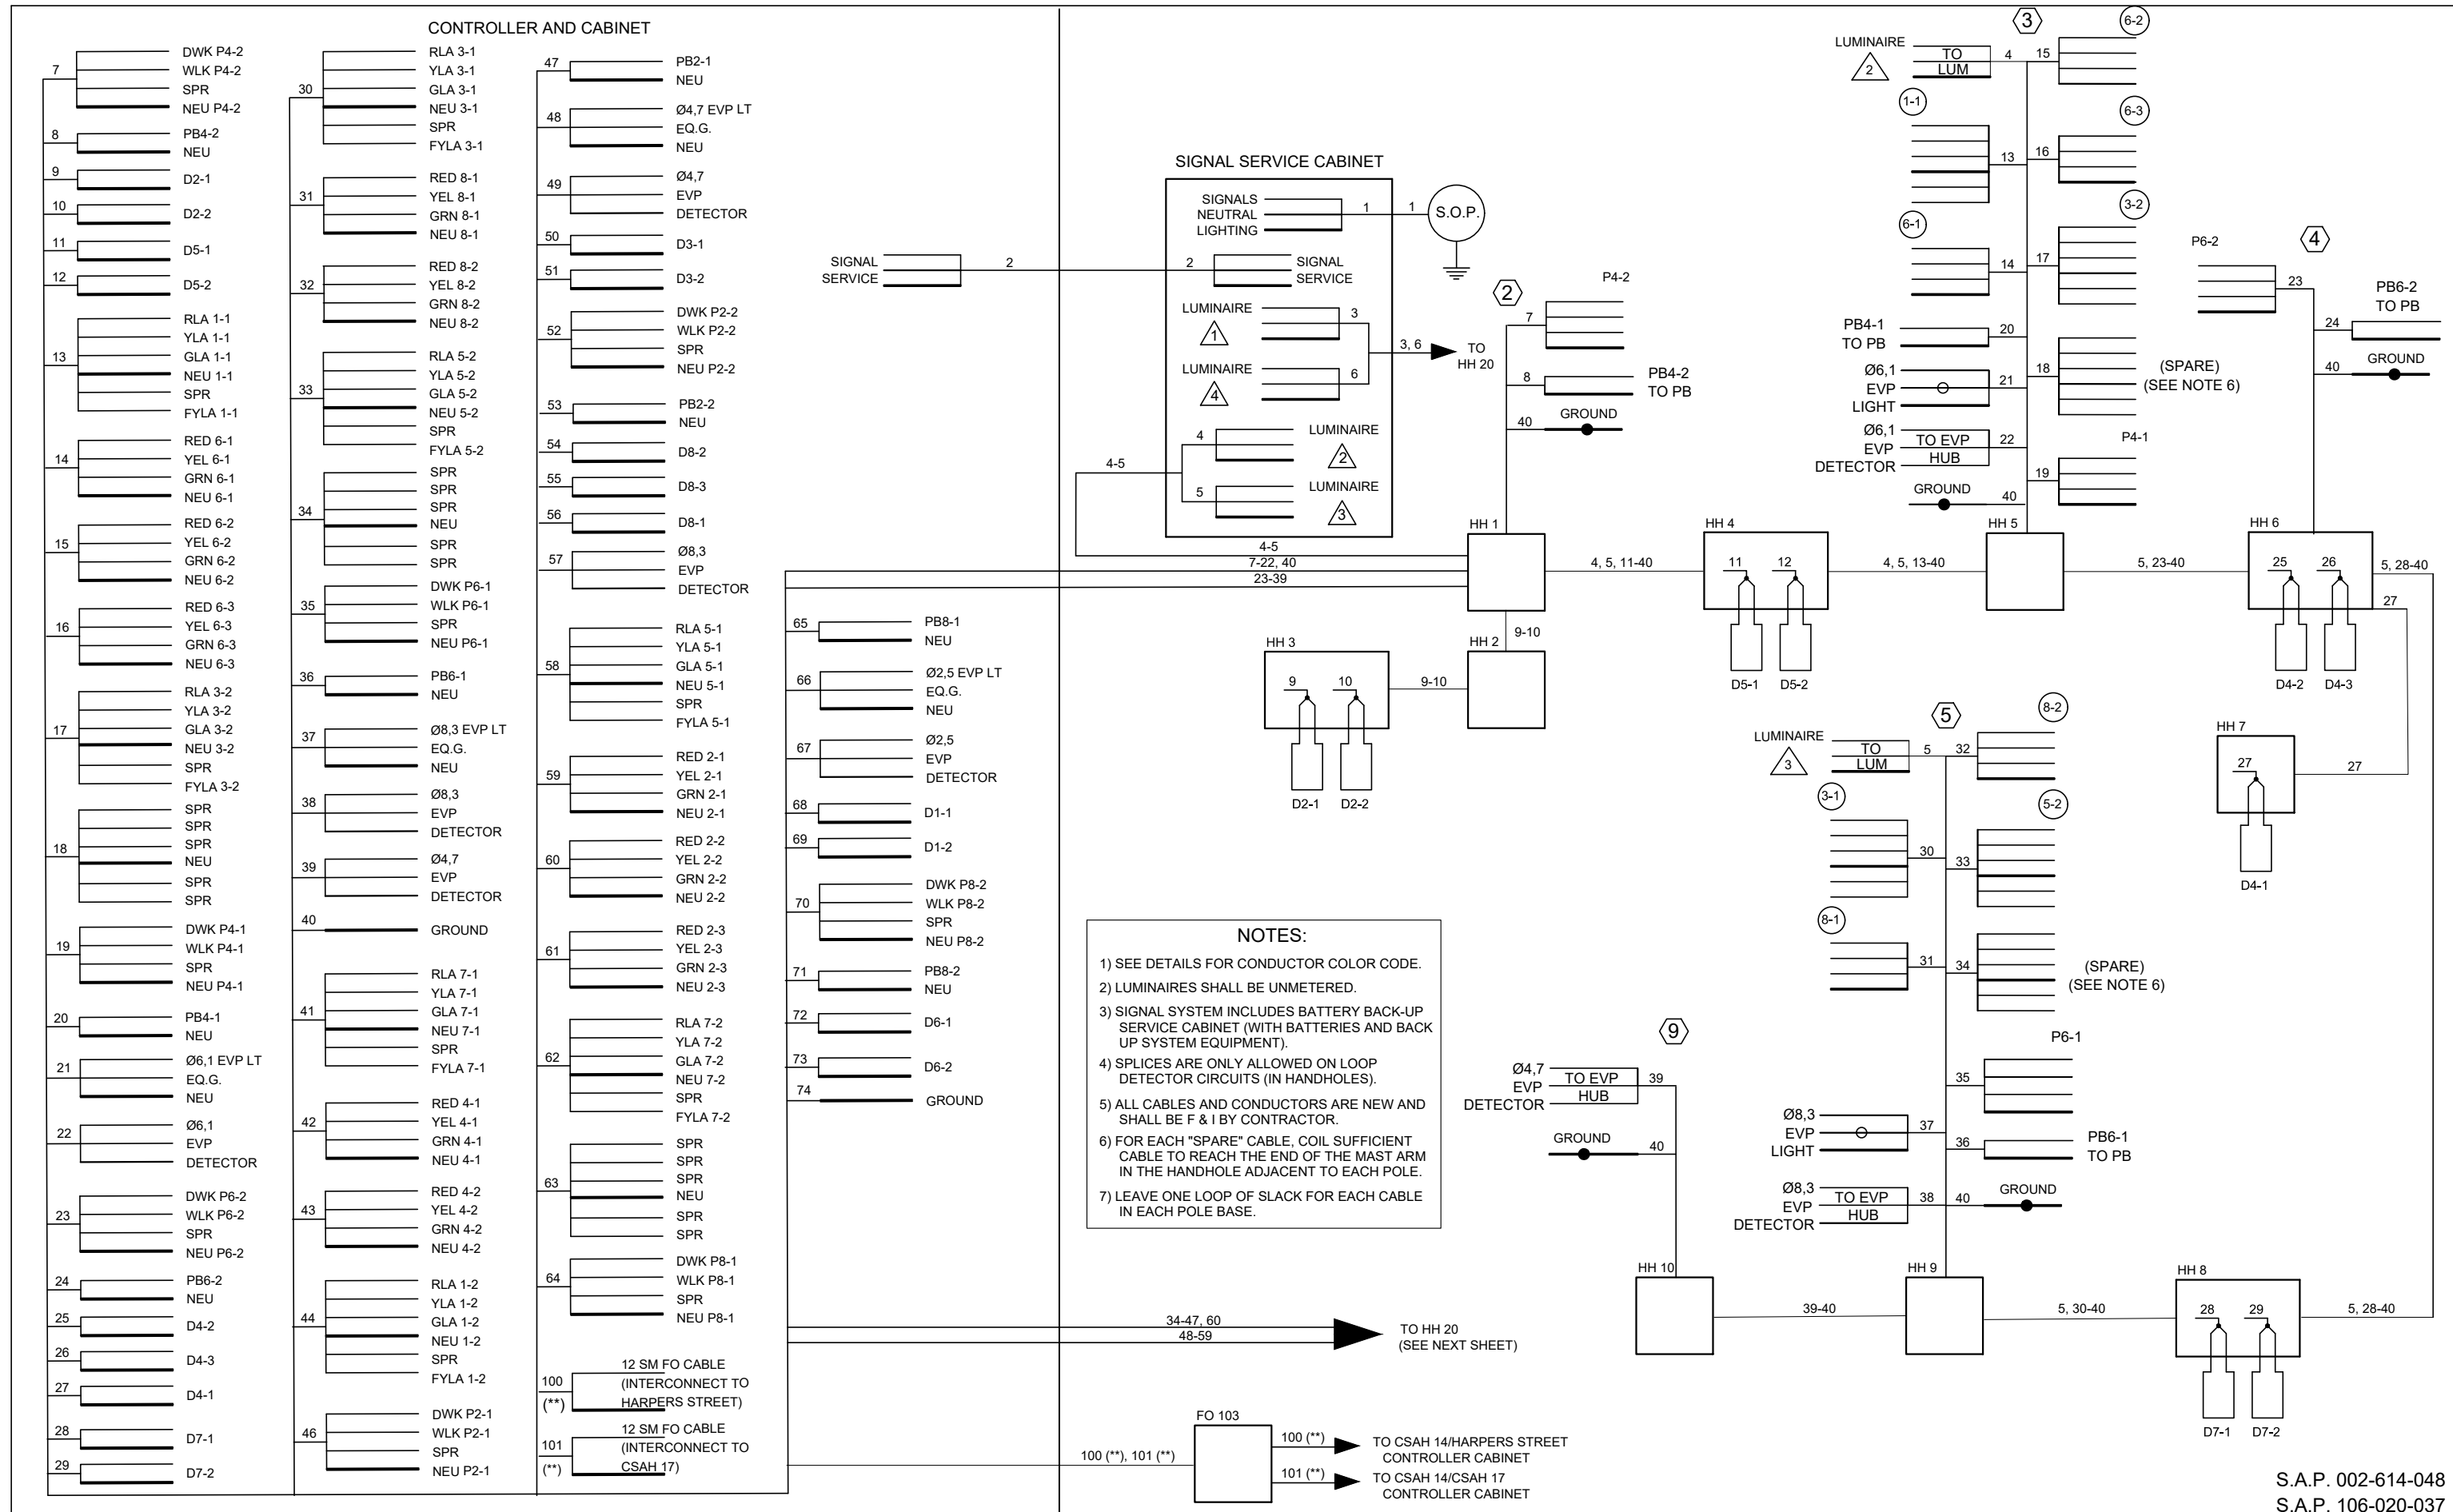 CONTROLLER AND CABINET
7
DWK P4-2
WLK P4-2
SPR
NEU P4-2
8
PB4-2
NEU
9
D2-1
10
D2-2
11
D5-1
12
D5-2
13
RLA 1-1
YLA 1-1
GLA 1-1
NEU 1-1
SPR
FYLA 1-1
14
RED 6-1
YEL 6-1
GRN 6-1
NEU 6-1
15
RED 6-2
YEL 6-2
GRN 6-2
NEU 6-2
16
RED 6-3
YEL 6-3
GRN 6-3
NEU 6-3
17
RLA 3-2
YLA 3-2
GLA 3-2
NEU 3-2
SPR
FYLA 3-2
18
SPR
SPR
SPR
NEU
SPR
SPR
19
DWK P4-1
WLK P4-1
SPR
NEU P4-1
20
PB4-1
NEU
21
Ø6,1 EVP LT
EQ.G.
NEU
22
Ø6,1
EVP
DETECTOR
23
DWK P6-2
WLK P6-2
SPR
NEU P6-2
24
PB6-2
NEU
25
D4-2
26
D4-3
27
D4-1
28
D7-1
29
D7-2
30
RLA 3-1
YLA 3-1
GLA 3-1
NEU 3-1
SPR
FYLA 3-1
31
RED 8-1
YEL 8-1
GRN 8-1
NEU 8-1
32
RED 8-2
YEL 8-2
GRN 8-2
NEU 8-2
33
RLA 5-2
YLA 5-2
GLA 5-2
NEU 5-2
SPR
FYLA 5-2
34
SPR
SPR
SPR
NEU
SPR
SPR
35
DWK P6-1
WLK P6-1
SPR
NEU P6-1
36
PB6-1
NEU
37
Ø8,3 EVP LT
EQ.G.
NEU
38
Ø8,3
EVP
DETECTOR
39
Ø4,7
EVP
DETECTOR
40
GROUND
41
RLA 7-1
YLA 7-1
GLA 7-1
NEU 7-1
SPR
FYLA 7-1
42
RED 4-1
YEL 4-1
GRN 4-1
NEU 4-1
43
RED 4-2
YEL 4-2
GRN 4-2
NEU 4-2
44
RLA 1-2
YLA 1-2
GLA 1-2
NEU 1-2
SPR
FYLA 1-2
46
DWK P2-1
WLK P2-1
SPR
NEU P2-1
47
PB2-1
NEU
48
Ø4,7 EVP LT
EQ.G.
NEU
49
Ø4,7
EVP
DETECTOR
50
D3-1
51
D3-2
52
DWK P2-2
WLK P2-2
SPR
NEU P2-2
53
PB2-2
NEU
54
D8-2
55
D8-3
56
D8-1
57
Ø8,3
EVP
DETECTOR
58
RLA 5-1
YLA 5-1
GLA 5-1
NEU 5-1
SPR
FYLA 5-1
59
RED 2-1
YEL 2-1
GRN 2-1
NEU 2-1
60
RED 2-2
YEL 2-2
GRN 2-2
NEU 2-2
61
RED 2-3
YEL 2-3
GRN 2-3
NEU 2-3
62
RLA 7-2
YLA 7-2
GLA 7-2
NEU 7-2
SPR
FYLA 7-2
63
SPR
SPR
SPR
NEU
SPR
SPR
64
DWK P8-1
WLK P8-1
SPR
NEU P8-1
100
(**)
12 SM FO CABLE
(INTERCONNECT TO
HARPERS STREET)
101
(**)
12 SM FO CABLE
(INTERCONNECT TO
CSAH 17)
65
PB8-1
NEU
66
Ø2,5 EVP LT
EQ.G.
NEU
67
Ø2,5
EVP
DETECTOR
68
D1-1
69
D1-2
70
DWK P8-2
WLK P8-2
SPR
NEU P8-2
71
PB8-2
NEU
72
D6-1
73
D6-2
74
GROUND
SIGNAL
SERVICE
2
SIGNAL SERVICE CABINET
SIGNALS
NEUTRAL
LIGHTING
1
1
S.O.P.
2
SIGNAL
SERVICE
LUMINAIRE
1
3
LUMINAIRE
4
6
3, 6
TO
HH 20
4
LUMINAIRE
2
4-5
5
LUMINAIRE
3
4-5
7-22, 40
23-39
2
P4-2
7
8
PB4-2
TO PB
GROUND
40
HH 1
9-10
HH 2
9-10
HH 3
9
10
D2-1
D2-2
4, 5, 11-40
HH 4
11
12
D5-1
D5-2
4, 5, 13-40
HH 5
LUMINAIRE
2
TO
LUM
4
3
15
6-2
1-1
13
16
6-3
6-1
14
17
3-2
PB4-1
TO PB
20
Ø6,1
EVP
LIGHT
21
18
(SPARE)
(SEE NOTE 6)
Ø6,1
EVP
DETECTOR
TO EVP
HUB
22
P4-1
19
GROUND
40
5, 23-40
HH 6
P6-2
4
23
24
PB6-2
TO PB
GROUND
40
25
26
D4-2
D4-3
5, 28-40
27
HH 7
27
27
D4-1
LUMINAIRE
3
TO
LUM
5
5
32
8-2
3-1
30
5-2
33
8-1
31
34
(SPARE)
(SEE NOTE 6)
P6-1
35
Ø8,3
EVP
LIGHT
37
36
PB6-1
TO PB
Ø8,3
EVP
DETECTOR
TO EVP
HUB
38
40
GROUND
9
Ø4,7
EVP
DETECTOR
TO EVP
HUB
39
GROUND
40
HH 10
39-40
HH 9
5, 30-40
HH 8
28
29
D7-1
D7-2
5, 28-40
NOTES:
1) SEE DETAILS FOR CONDUCTOR COLOR CODE.
2) LUMINAIRES SHALL BE UNMETERED.
3) SIGNAL SYSTEM INCLUDES BATTERY BACK-UP
SERVICE CABINET (WITH BATTERIES AND BACK
UP SYSTEM EQUIPMENT).
4) SPLICES ARE ONLY ALLOWED ON LOOP
DETECTOR CIRCUITS (IN HANDHOLES).
5) ALL CABLES AND CONDUCTORS ARE NEW AND
SHALL BE F & I BY CONTRACTOR.
6) FOR EACH "SPARE" CABLE, COIL SUFFICIENT
CABLE TO REACH THE END OF THE MAST ARM
IN THE HANDHOLE ADJACENT TO EACH POLE.
7) LEAVE ONE LOOP OF SLACK FOR EACH CABLE
IN EACH POLE BASE.
34-47, 60
48-59
TO HH 20
(SEE NEXT SHEET)
100 (**), 101 (**)
FO 103
100 (**)
TO CSAH 14/HARPERS STREET
CONTROLLER CABINET
101 (**)
TO CSAH 14/CSAH 17
CONTROLLER CABINET
S.A.P. 002-614-048
S.A.P. 106-020-037